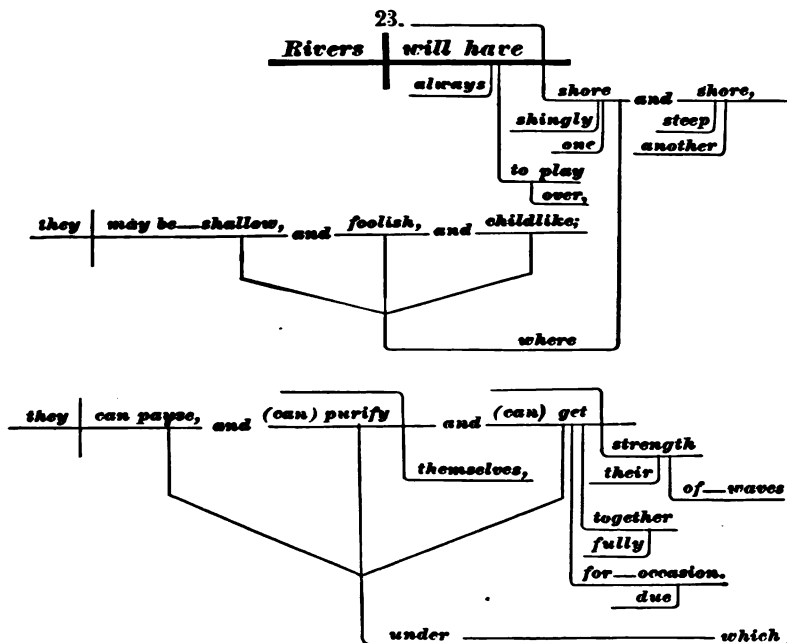 23.
Rivers will have
always
shore and shore,
shingly steep
one another
to play
over,
they may be shallow, and foolish, and childlike;
where
they can pause, and (can) purify and (can) get
strength
themselves, their
of waves
together
fully
for occasion.
due
under which